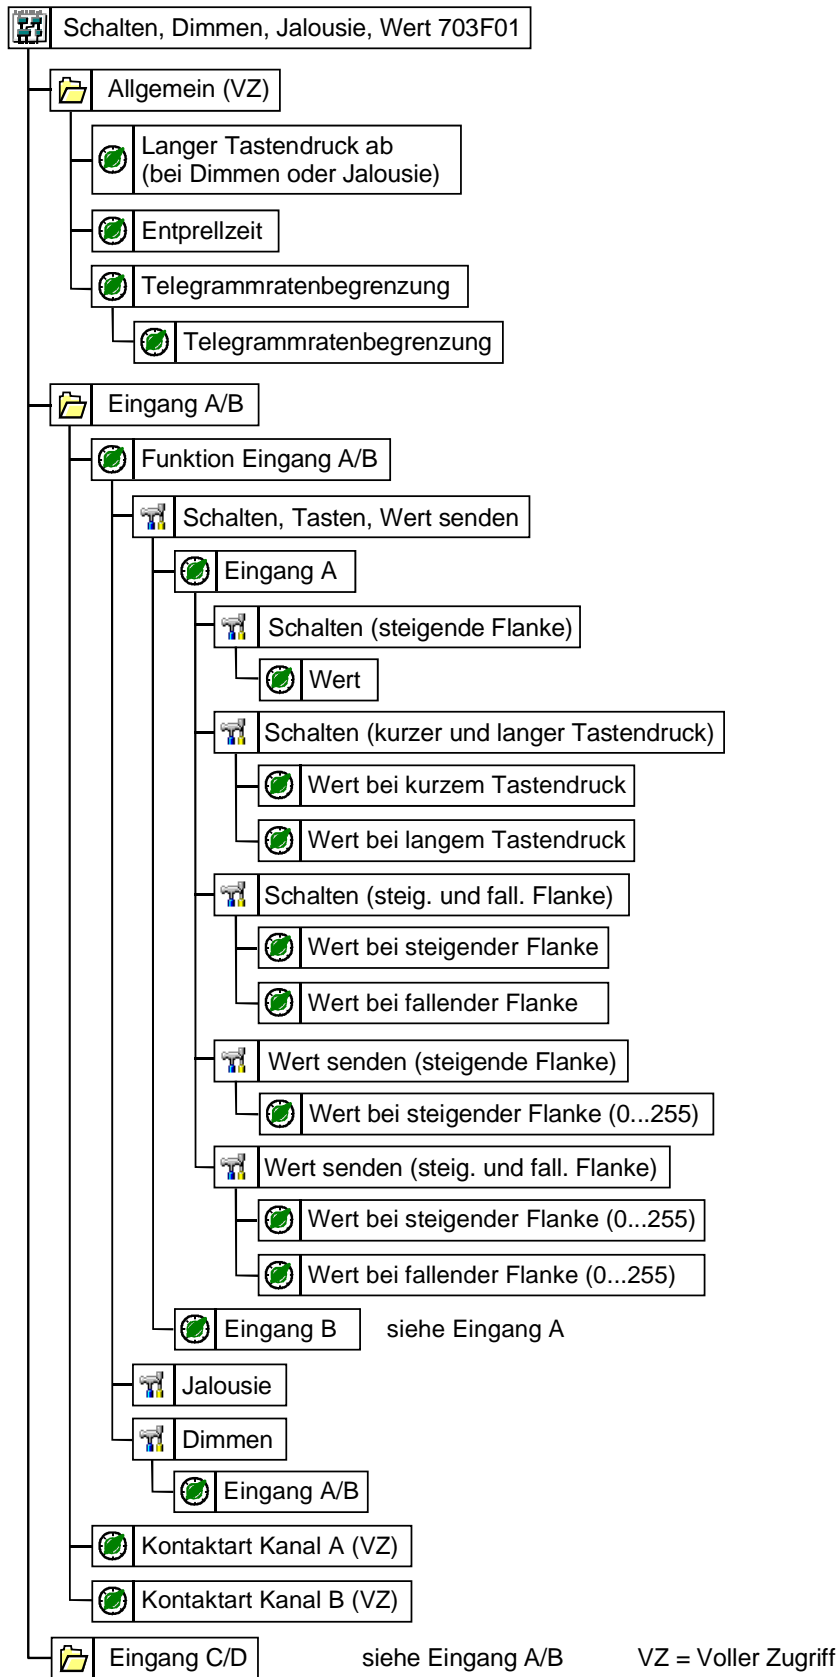 Schalten, Dimmen, Jalousie, Wert 703F01
Allgemein (VZ)
Langer Tastendruck ab
(bei Dimmen oder Jalousie)
Entprellzeit
Telegrammratenbegrenzung
Telegrammratenbegrenzung
Eingang A/B
Funktion Eingang A/B
Schalten, Tasten, Wert senden
Eingang A
Schalten (steigende Flanke)
Wert
Schalten (kurzer und langer Tastendruck)
Wert bei kurzem Tastendruck
Wert bei langem Tastendruck
Schalten (steig. und fall. Flanke)
Wert bei steigender Flanke
Wert bei fallender Flanke
Wert senden (steigende Flanke)
Wert bei steigender Flanke (0...255)
Wert senden (steig. und fall. Flanke)
Wert bei steigender Flanke (0...255)
Wert bei fallender Flanke (0...255)
Eingang B siehe Eingang A
Jalousie
Dimmen
Eingang A/B
Kontaktart Kanal A (VZ)
Kontaktart Kanal B (VZ)
Eingang C/D siehe Eingang A/B VZ = Voller Zugriff